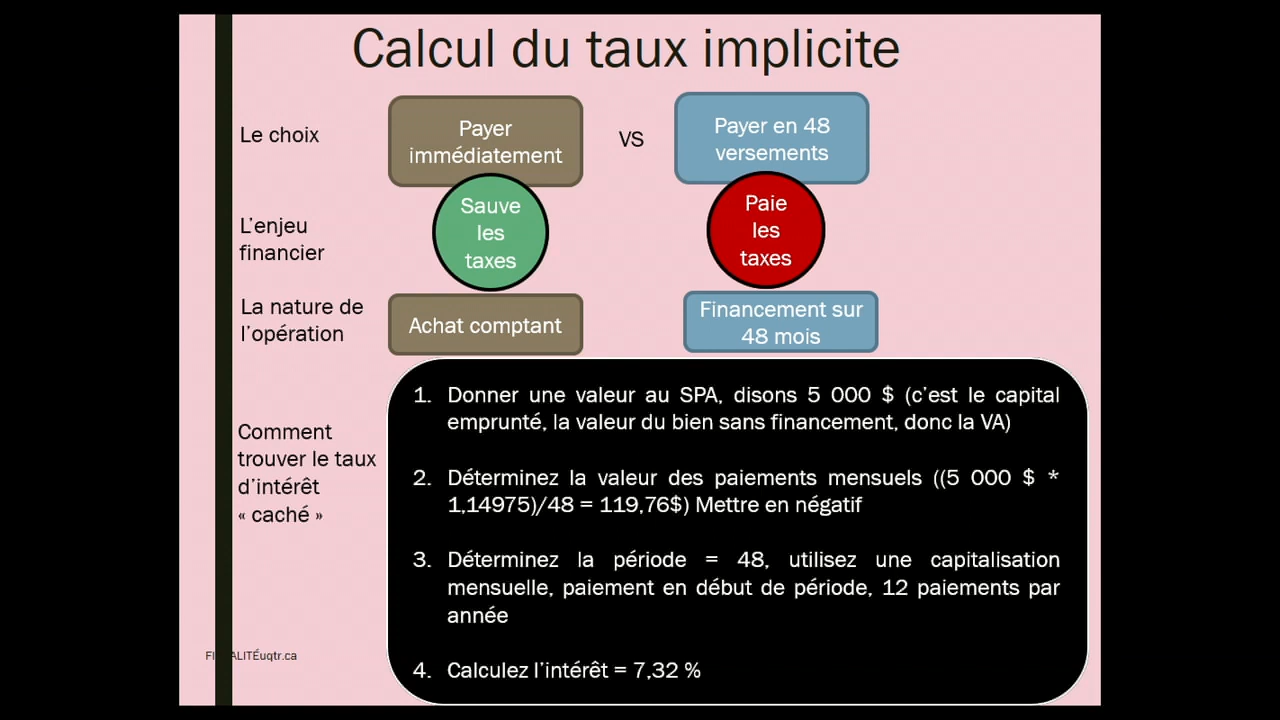 Calcul du taux implicite
Le choix
Payer
immédiatement
VS
Payer en 48
versements
L'enjeu
financier
Sauve
les
taxes
Paie
les
taxes
La nature de
l'opération
Achat comptant
Financement sur
48 mois
Comment
trouver le taux
d'intérêt
« caché »
1. Donner une valeur au SPA, disons 5 000 $ (c'est le capital
emprunté, la valeur du bien sans financement, donc la VA)
2. Déterminez la valeur des paiements mensuels ((5 000 $ *
1,14975)/48 = 119,76$) Mettre en négatif
3. Déterminez la période = 48, utilisez une capitalisation
mensuelle, paiement en début de période, 12 paiements par
année
4. Calculez l'intérêt = 7,32 %